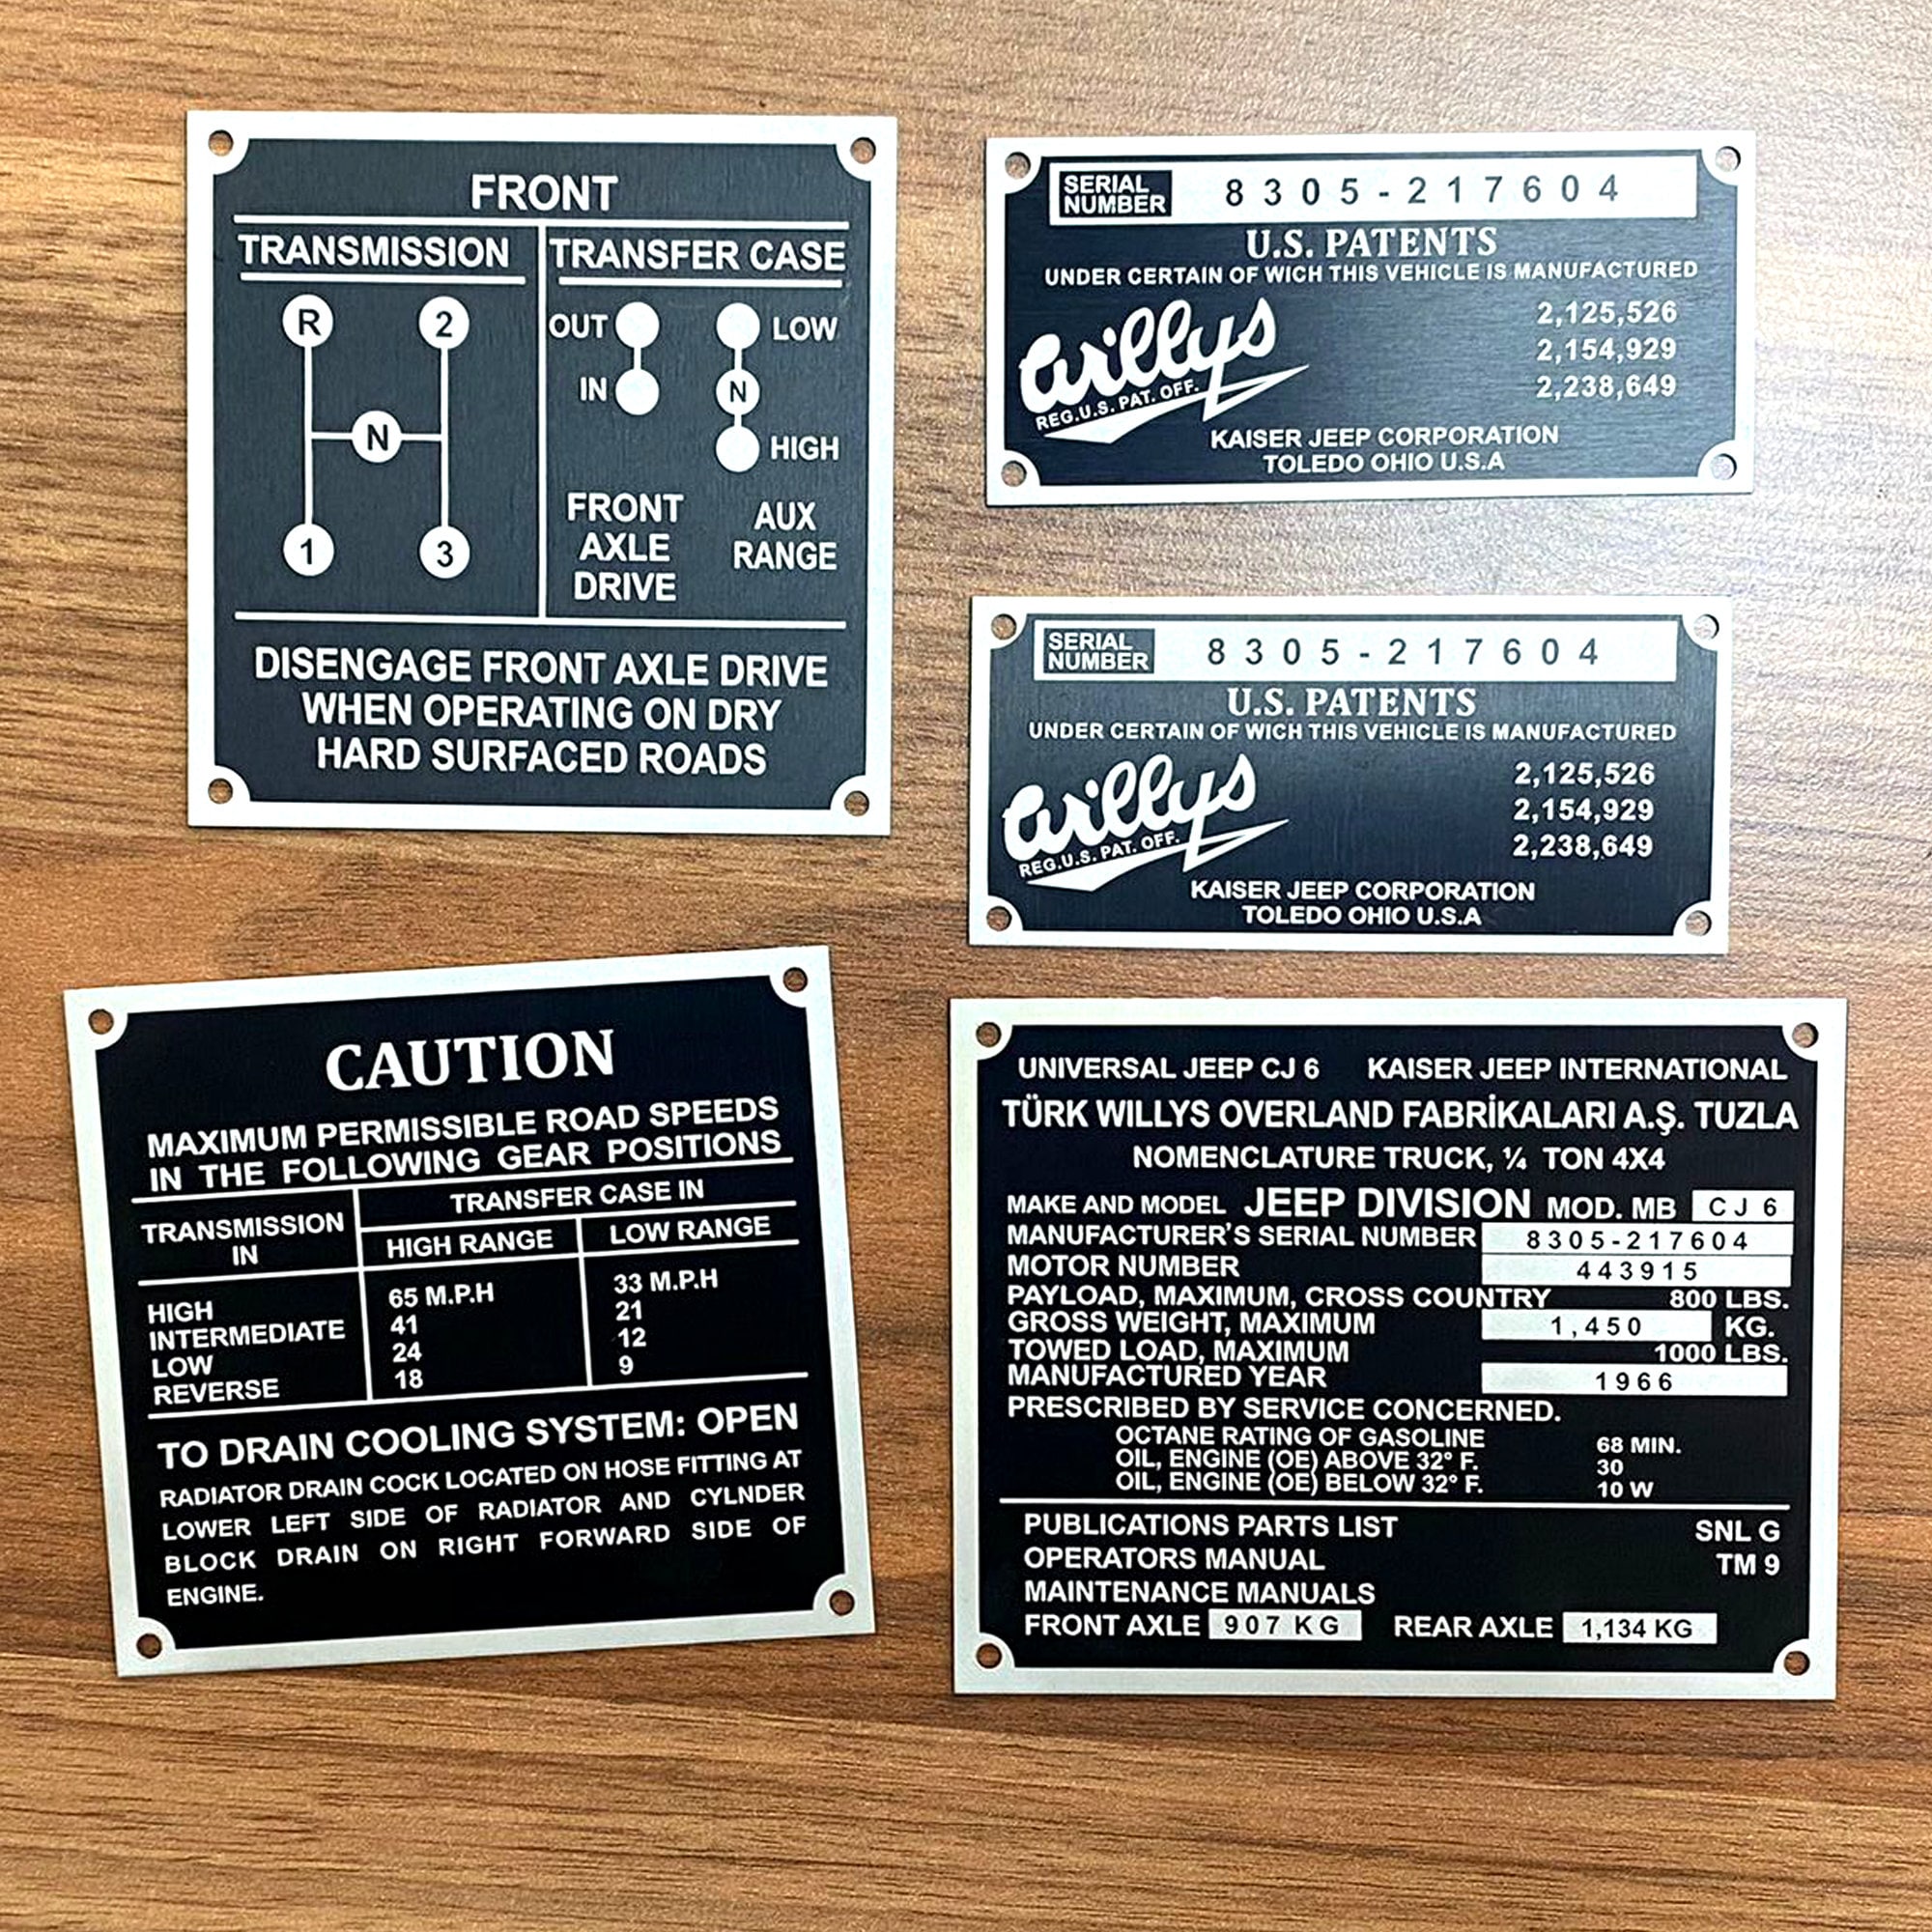 FRONT
TRANSMISSION
R 2
N
1 3
TRANSFER CASE
OUT LOW
IN N
HIGH
FRONT
AXLE
DRIVE
AUX
RANGE
DISENGAGE FRONT AXLE DRIVE
WHEN OPERATING ON DRY
HARD SURFACED ROADS
SERIAL
NUMBER
8305-217604
U.S. PATENTS
UNDER CERTAIN OF WICH THIS VEHICLE IS MANUFACTURED
Willys
REG.U.S. PAT. OFF.
2,125,526
2,154,929
2,238,649
KAISER JEEP CORPORATION
TOLEDO OHIO U.S.A
SERIAL
NUMBER
8305-217604
U.S. PATENTS
UNDER CERTAIN OF WICH THIS VEHICLE IS MANUFACTURED
Willys
REG.U.S. PAT. OFF.
2,125,526
2,154,929
2,238,649
KAISER JEEP CORPORATION
TOLEDO OHIO U.S.A
CAUTION
MAXIMUM PERMISSIBLE ROAD SPEEDS
IN THE FOLLOWING GEAR POSITIONS
TRANSMISSION
IN
TRANSFER CASE IN
HIGH RANGE LOW RANGE
HIGH 65 M.P.H 33 M.P.H
INTERMEDIATE 41 21
LOW 24 12
REVERSE 18 9
TO DRAIN COOLING SYSTEM: OPEN
RADIATOR DRAIN COCK LOCATED ON HOSE FITTING AT
LOWER LEFT SIDE OF RADIATOR AND CYLNDER
BLOCK DRAIN ON RIGHT FORWARD SIDE OF
ENGINE.
UNIVERSAL JEEP CJ 6 KAISER JEEP INTERNATIONAL
TÜRK WILLYS OVERLAND FABRİKALARI A.Ş. TUZLA
NOMENCLATURE TRUCK, ¼ TON 4X4
MAKE AND MODEL JEEP DIVISION MOD. MB CJ 6
MANUFACTURER'S SERIAL NUMBER 8305-217604
MOTOR NUMBER 443915
PAYLOAD, MAXIMUM, CROSS COUNTRY 800 LBS.
GROSS WEIGHT, MAXIMUM 1,450 KG.
TOWED LOAD, MAXIMUM 1000 LBS.
MANUFACTURED YEAR 1966
PRESCRIBED BY SERVICE CONCERNED.
OCTANE RATING OF GASOLINE 68 MIN.
OIL, ENGINE (OE) ABOVE 32° F. 30
OIL, ENGINE (OE) BELOW 32° F. 10 W
PUBLICATIONS PARTS LIST SNL G
OPERATORS MANUAL TM 9
MAINTENANCE MANUALS
FRONT AXLE 907 KG REAR AXLE 1,134 KG